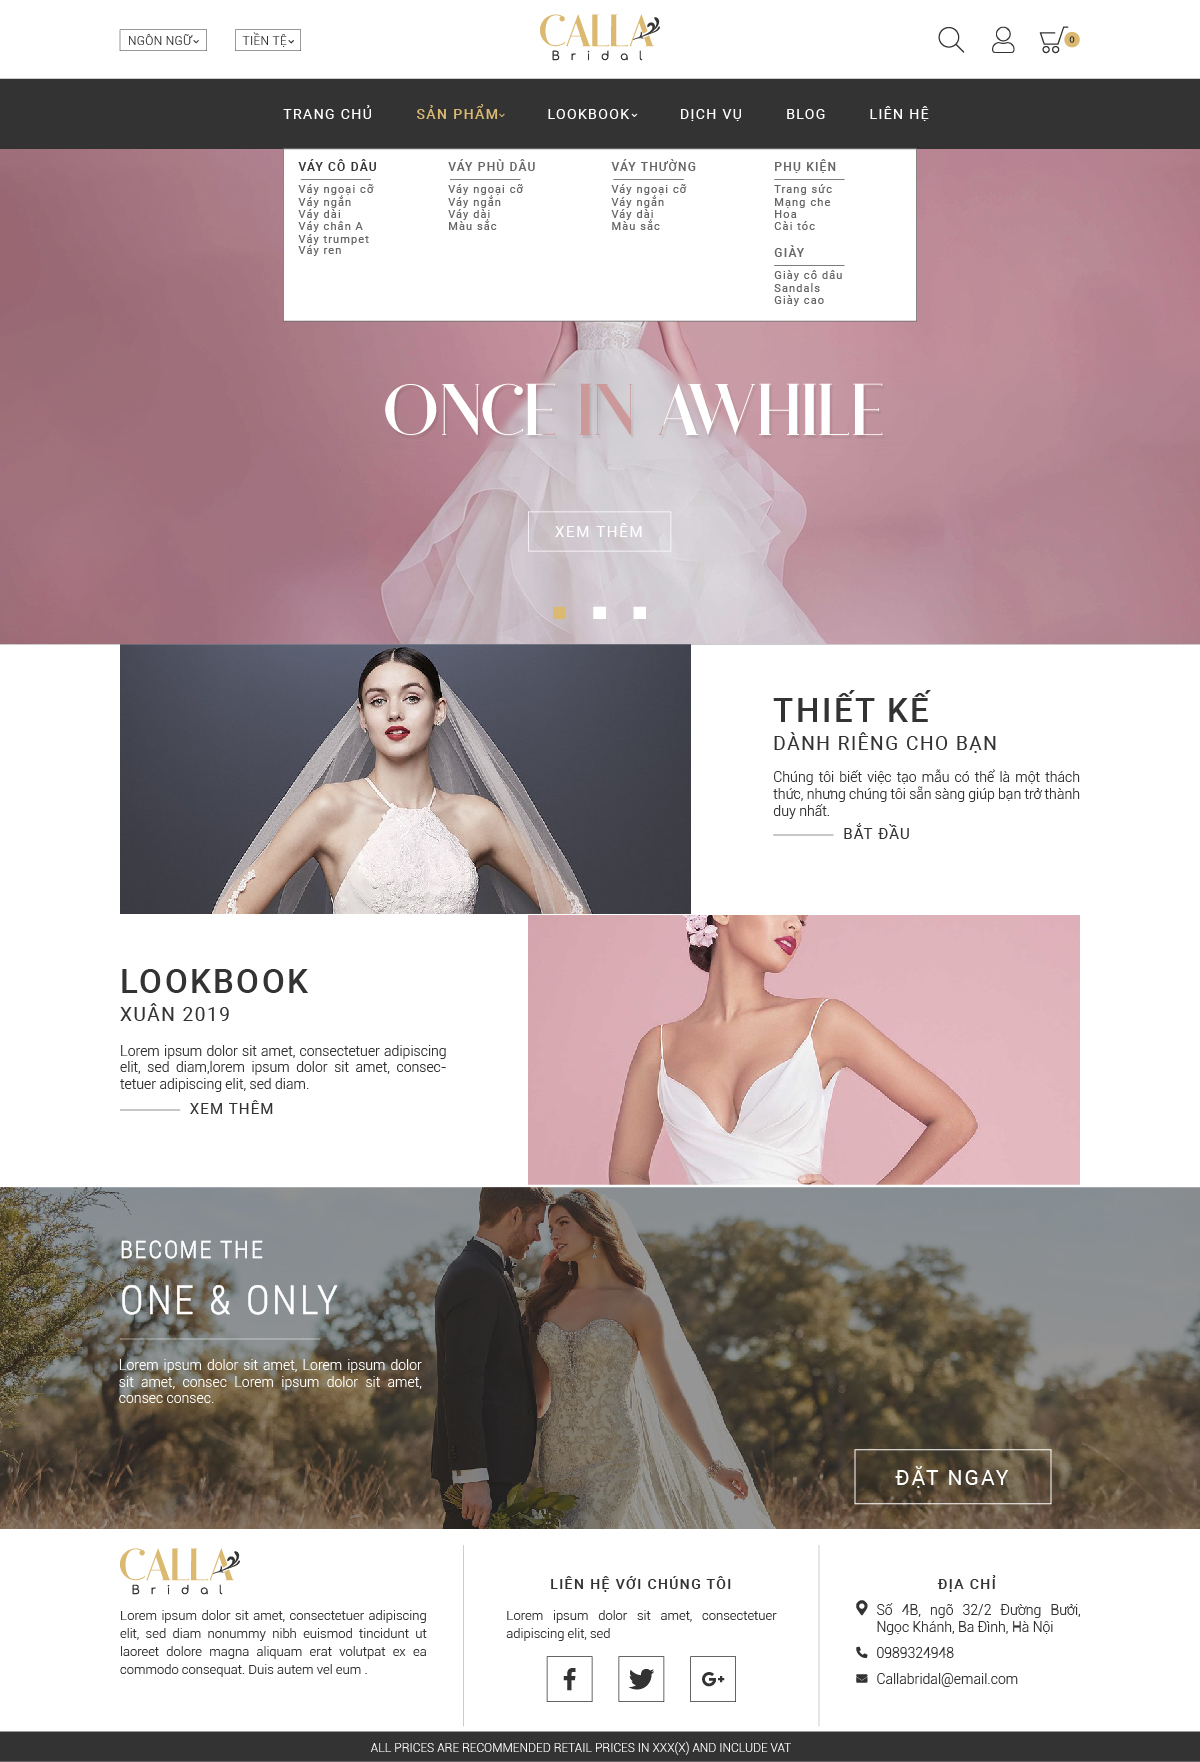 NGÔN NGỮ
TIỀN TỆ
CALLA
Bridal
0
TRANG CHỦ
SẢN PHẨM
LOOKBOOK
DỊCH VỤ
BLOG
LIÊN HỆ
VÁY CÔ DÂU
Váy ngoại cỡ
Váy ngắn
Váy dài
Váy chân A
Váy trumpet
Váy ren
VÁY PHÙ DÂU
Váy ngoại cỡ
Váy ngắn
Váy dài
Màu sắc
VÁY THƯỜNG
Váy ngoại cỡ
Váy ngắn
Váy dài
Màu sắc
PHỤ KIỆN
Trang sức
Mạng che
Hoa
Cài tóc
GIÀY
Giày cô dâu
Sandals
Giày cao
ONCE IN AWHILE
XEM THÊM
THIẾT KẾ
DÀNH RIÊNG CHO BẠN
Chúng tôi biết việc tạo mẫu có thể là một thách
thức, nhưng chúng tôi sẵn sàng giúp bạn trở thành
duy nhất.
BẮT ĐẦU
LOOKBOOK
XUÂN 2019
Lorem ipsum dolor sit amet, consectetuer adipiscing
elit, sed diam,lorem ipsum dolor sit amet, consec-
tetuer adipiscing elit, sed diam.
XEM THÊM
BECOME THE
ONE & ONLY
Lorem ipsum dolor sit amet, Lorem ipsum dolor
sit amet, consec Lorem ipsum dolor sit amet,
consec consec.
ĐẶT NGAY
CALLA
Bridal
Lorem ipsum dolor sit amet, consectetuer adipiscing
elit, sed diam nonummy nibh euismod tincidunt ut
laoreet dolore magna aliquam erat volutpat ex ea
commodo consequat. Duis autem vel eum .
LIÊN HỆ VỚI CHÚNG TÔI
Lorem ipsum dolor sit amet, consectetuer
adipiscing elit, sed
f
G+
ĐỊA CHỈ
Số 4B, ngõ 32/2 Đường Bưởi,
Ngọc Khánh, Ba Đình, Hà Nội
0989324948
Callabridal@email.com
ALL PRICES ARE RECOMMENDED RETAIL PRICES IN XXX(X) AND INCLUDE VAT